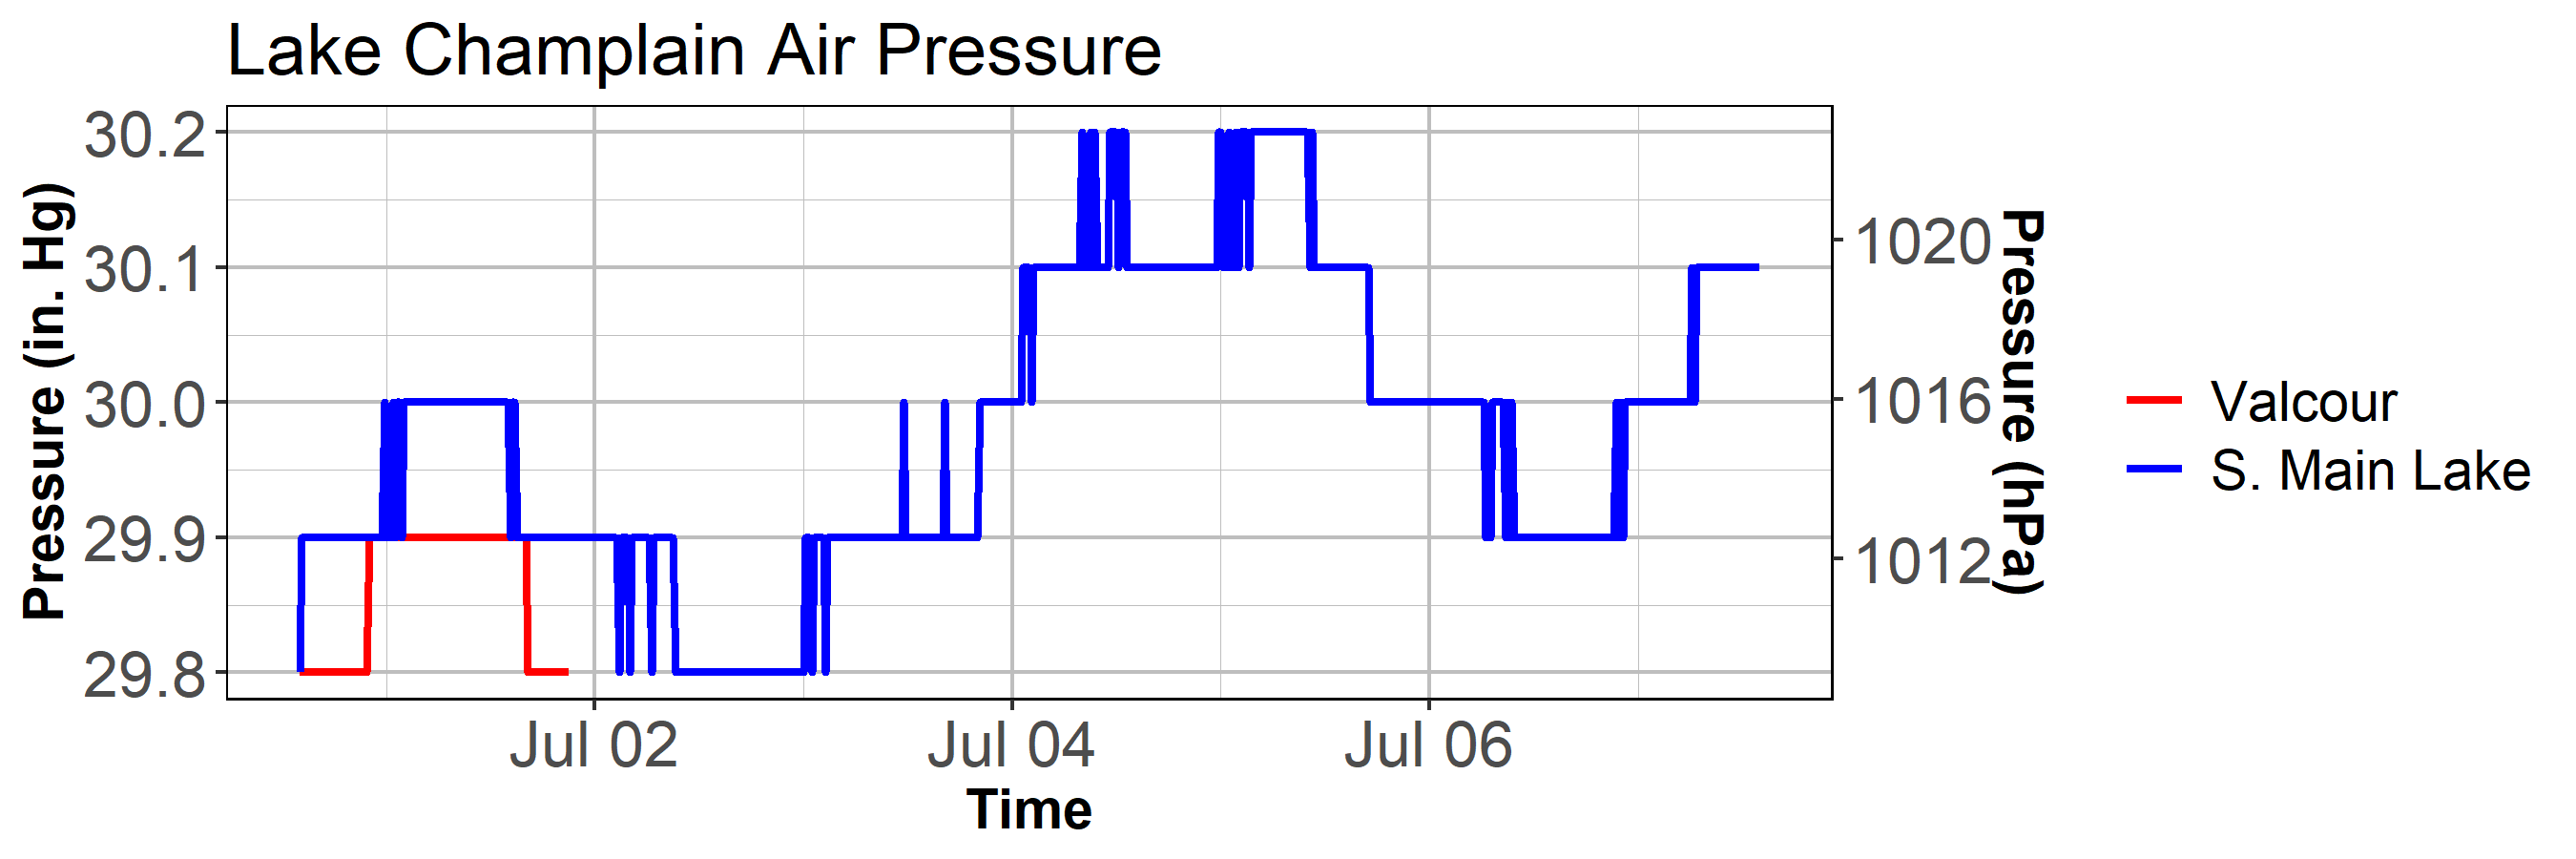 Lake Champlain Air Pressure
Pressure (in. Hg)
30.2
30.1
30.0
29.9
29.8
1020
1016
1012
Pressure (hPa)
Valcour
S. Main Lake
Jul 02
Jul 04
Jul 06
Time